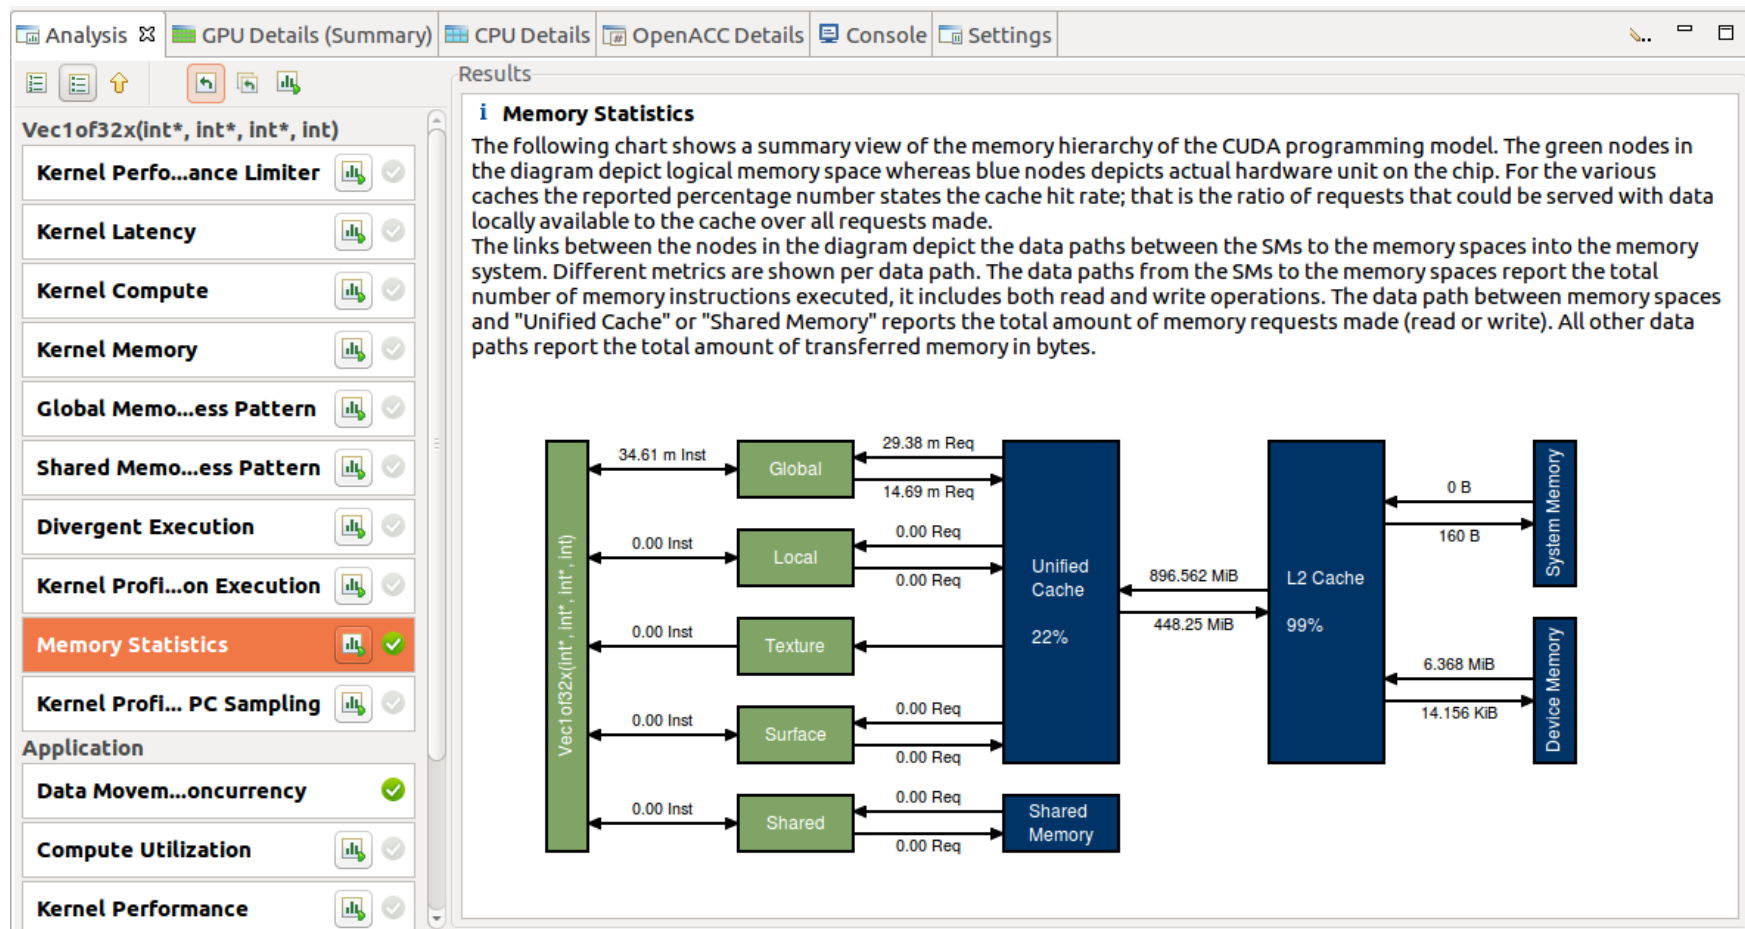 Analysis
GPU Details (Summary)
CPU Details
OpenACC Details
Console
Settings
Results
Vec1of32x(int*, int*, int*, int)
Kernel Perfo...ance Limiter
Kernel Latency
Kernel Compute
Kernel Memory
Global Memo...ess Pattern
Shared Memo...ess Pattern
Divergent Execution
Kernel Profi...on Execution
Memory Statistics
Kernel Profi... PC Sampling
Application
Data Movem...oncurrency
Compute Utilization
Kernel Performance
i Memory Statistics
The following chart shows a summary view of the memory hierarchy of the CUDA programming model. The green nodes in
the diagram depict logical memory space whereas blue nodes depicts actual hardware unit on the chip. For the various
caches the reported percentage number states the cache hit rate; that is the ratio of requests that could be served with data
locally available to the cache over all requests made.
The links between the nodes in the diagram depict the data paths between the SMs to the memory spaces into the memory
system. Different metrics are shown per data path. The data paths from the SMs to the memory spaces report the total
number of memory instructions executed, it includes both read and write operations. The data path between memory spaces
and "Unified Cache" or "Shared Memory" reports the total amount of memory requests made (read or write). All other data
paths report the total amount of transferred memory in bytes.
Vec1of32x(int*, int*, int*, int)
34.61 m Inst
0.00 Inst
0.00 Inst
0.00 Inst
0.00 Inst
Global
Local
Texture
Surface
Shared
29.38 m Req
14.69 m Req
0.00 Req
0.00 Req
0.00 Req
0.00 Req
0.00 Req
0.00 Req
Unified
Cache
22%
Shared
Memory
896.562 MiB
448.25 MiB
L2 Cache
99%
0 B
160 B
6.368 MiB
14.156 KiB
System Memory
Device Memory